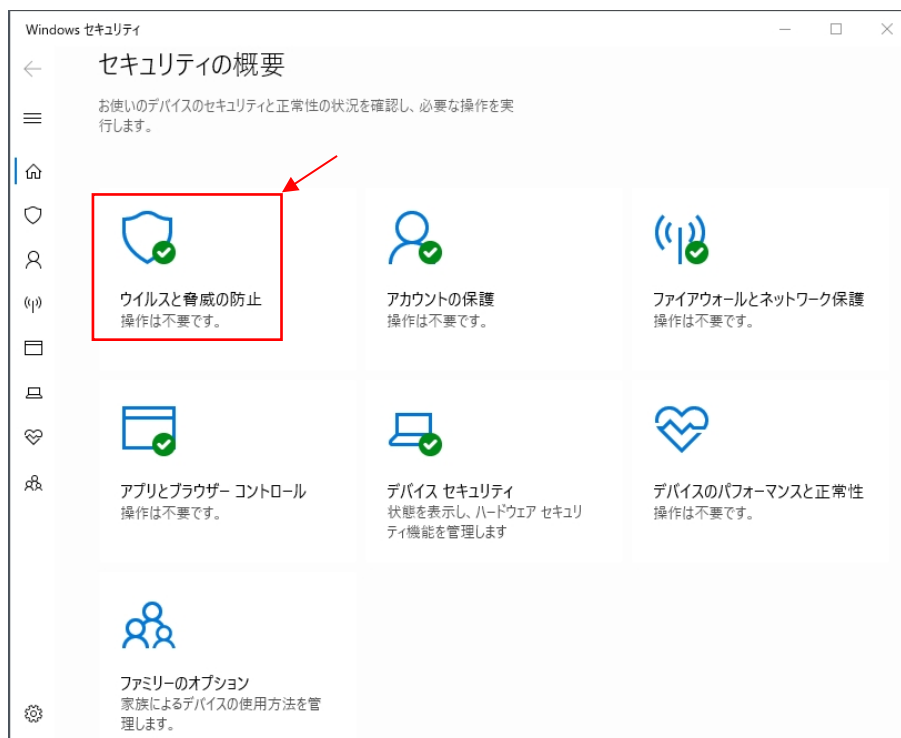 Windows セキュリティ
セキュリティの概要
お使いのデバイスのセキュリティと正常性の状況を確認し、必要な操作を実
行します。
ウイルスと脅威の防止
操作は不要です。
アカウントの保護
操作は不要です。
ファイアウォールとネットワーク保護
操作は不要です。
アプリとブラウザー コントロール
操作は不要です。
デバイス セキュリティ
状態を表示し、ハードウェア セキュリ
ティ機能を管理します
デバイスのパフォーマンスと正常性
操作は不要です。
ファミリーのオプション
家族によるデバイスの使用方法を管
理します。